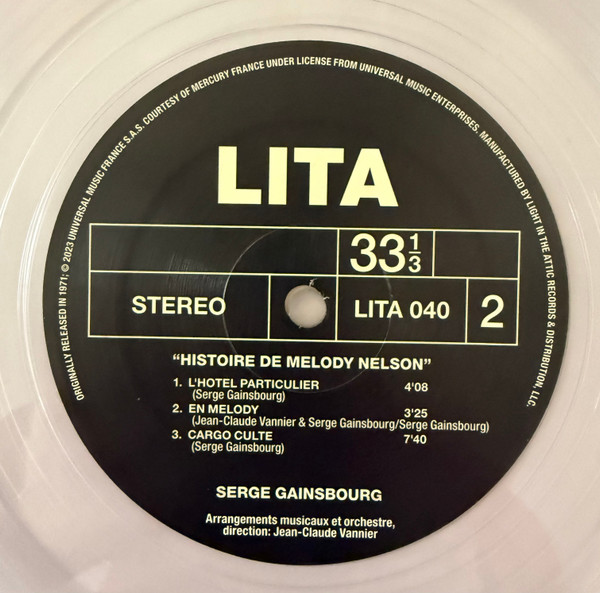 ORIGINALLY RELEASED IN 1971; © 2023 UNIVERSAL MUSIC FRANCE S.A.S. COURTESY OF MERCURY FRANCE UNDER LICENSE FROM UNIVERSAL MUSIC ENTERPRISES. MANUFACTURED BY LIGHT IN THE ATTIC RECORDS & DISTRIBUTION, LLC.
LITA
33 1/3
STEREO LITA 040 2
“HISTOIRE DE MELODY NELSON”
1. L'HOTEL PARTICULIER 4'08
(Serge Gainsbourg)
2. EN MELODY 3'25
(Jean-Claude Vannier & Serge Gainsbourg/Serge Gainsbourg)
3. CARGO CULTE 7'40
(Serge Gainsbourg)
SERGE GAINSBOURG
Arrangements musicaux et orchestre,
direction: Jean-Claude Vannier